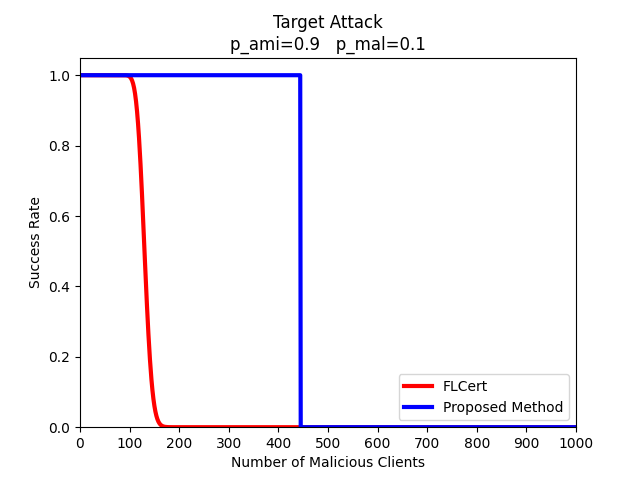 Target Attack
p_ami=0.9 p_mal=0.1
Success Rate
1.0
0.8
0.6
0.4
0.2
0.0
FLCert
Proposed Method
0 100 200 300 400 500 600 700 800 900 1000
Number of Malicious Clients